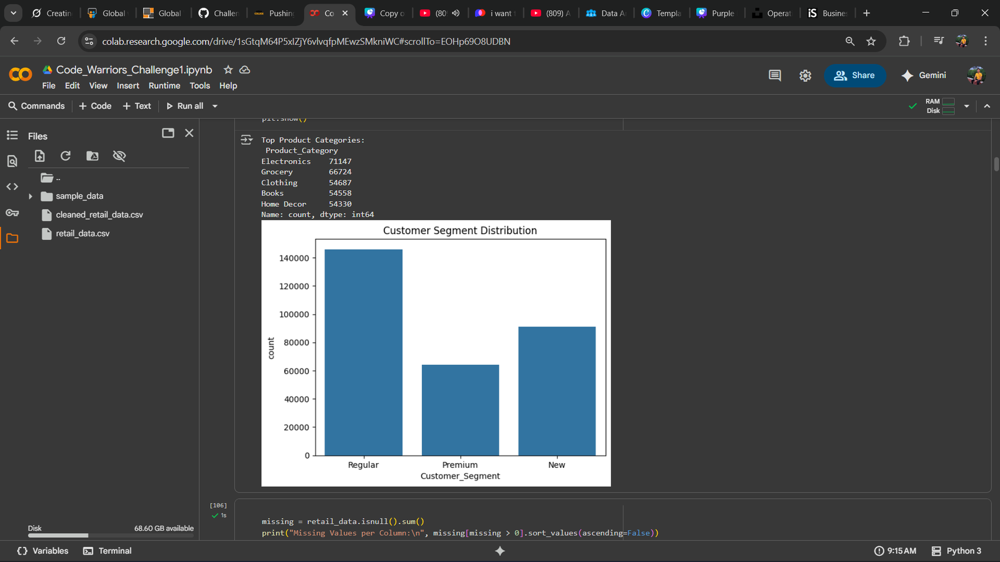 Creatin
Global
Global
Challen
COLLEGE
Pushing
Co
Copy o
(80
i want
(809) A
Data A
Templa
Purple
Operat
iS
Busines
colab.research.google.com/drive/1sGtqM64P5xIZjY6vlvqfpMEwzSMkniWC#scrollTo=EOHp69O8UDBN
Code_Warriors_Challenge1.ipynb
Share
Gemini
File Edit View Insert Runtime Tools Help
Commands + Code + Text Run all
RAM
Disk
Files
..
sample_data
cleaned_retail_data.csv
retail_data.csv
Disk 68.60 GB available
plt.show()
Top Product Categories:
Product_Category
Electronics 71147
Grocery 66724
Clothing 54687
Books 54558
Home Decor 54330
Name: count, dtype: int64
Customer Segment Distribution
140000
120000
100000
80000
60000
40000
20000
0
count
Regular Premium New
Customer_Segment
[106]
1s
missing = retail_data.isnull().sum()
print("Missing Values per Column:\n", missing[missing > 0].sort_values(ascending=False))
Variables
Terminal
9:15 AM
Python 3